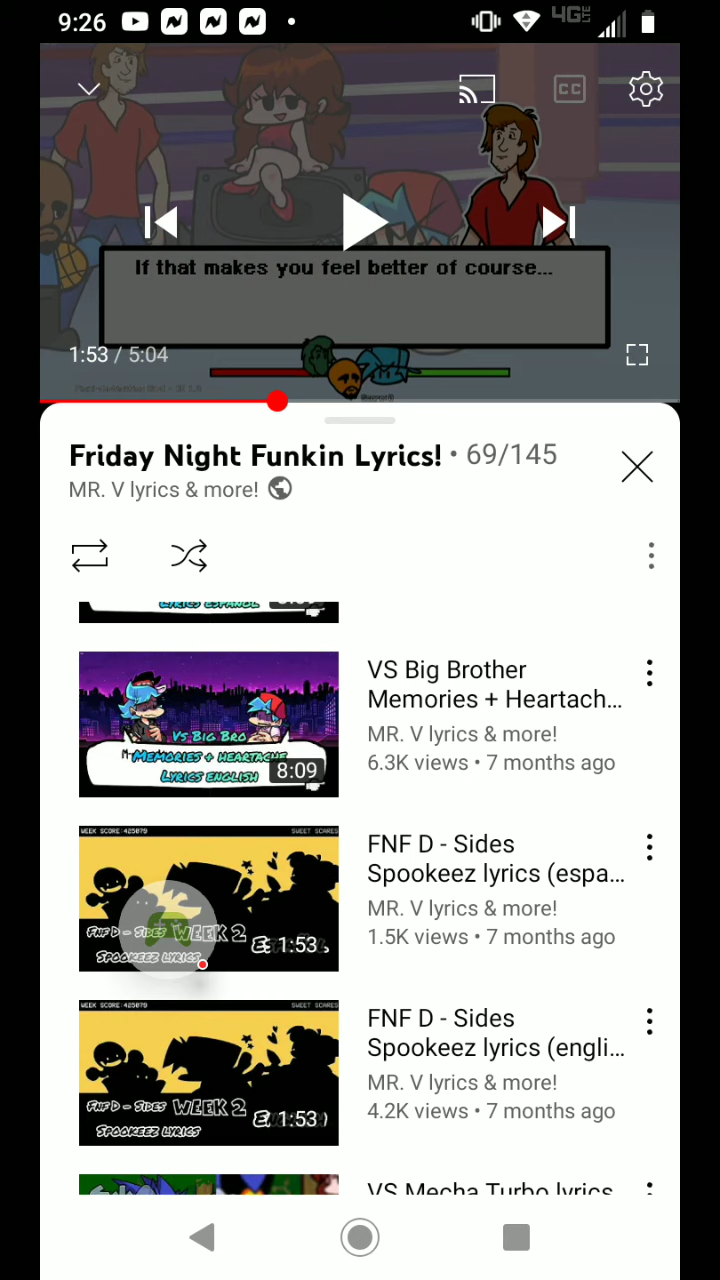 9:26
4G LTE
CC
If that makes you feel better of course...
1:53 / 5:04
Friday Night Funkin Lyrics! • 69/145
MR. V lyrics & more!
LYRICS ESPAÑOL
VS Big Bro
Memories + Heartache
Lyrics english
8:09
VS Big Brother
Memories + Heartach...
MR. V lyrics & more!
6.3K views • 7 months ago
WEEK SCORE:425079
SWEET SCARES
FNF D - Sides WEEK 2
Spookeez lyrics
1:53
FNF D - Sides
Spookeez lyrics (espa...
MR. V lyrics & more!
1.5K views • 7 months ago
WEEK SCORE:425079
SWEET SCARES
FNF D - Sides WEEK 2
Spookeez lyrics
1:53
FNF D - Sides
Spookeez lyrics (engli...
MR. V lyrics & more!
4.2K views • 7 months ago
VS Mecha Turbo lyrics